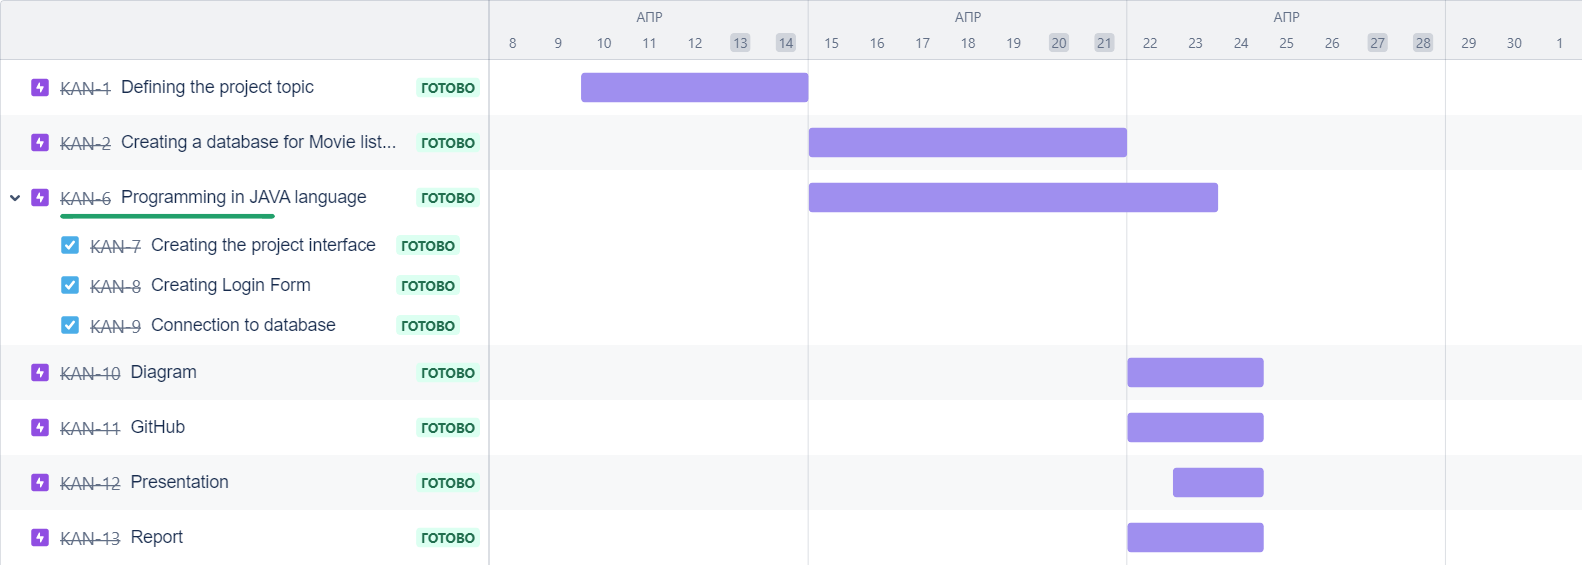 АПР АПР АПР
8 9 10 11 12 13 14 15 16 17 18 19 20 21 22 23 24 25 26 27 28 29 30 1
KAN-1 Defining the project topic ГОТОВО
KAN-2 Creating a database for Movie list... ГОТОВО
KAN-6 Programming in JAVA language ГОТОВО
KAN-7 Creating the project interface ГОТОВО
KAN-8 Creating Login Form ГОТОВО
KAN-9 Connection to database ГОТОВО
KAN-10 Diagram ГОТОВО
KAN-11 GitHub ГОТОВО
KAN-12 Presentation ГОТОВО
KAN-13 Report ГОТОВО